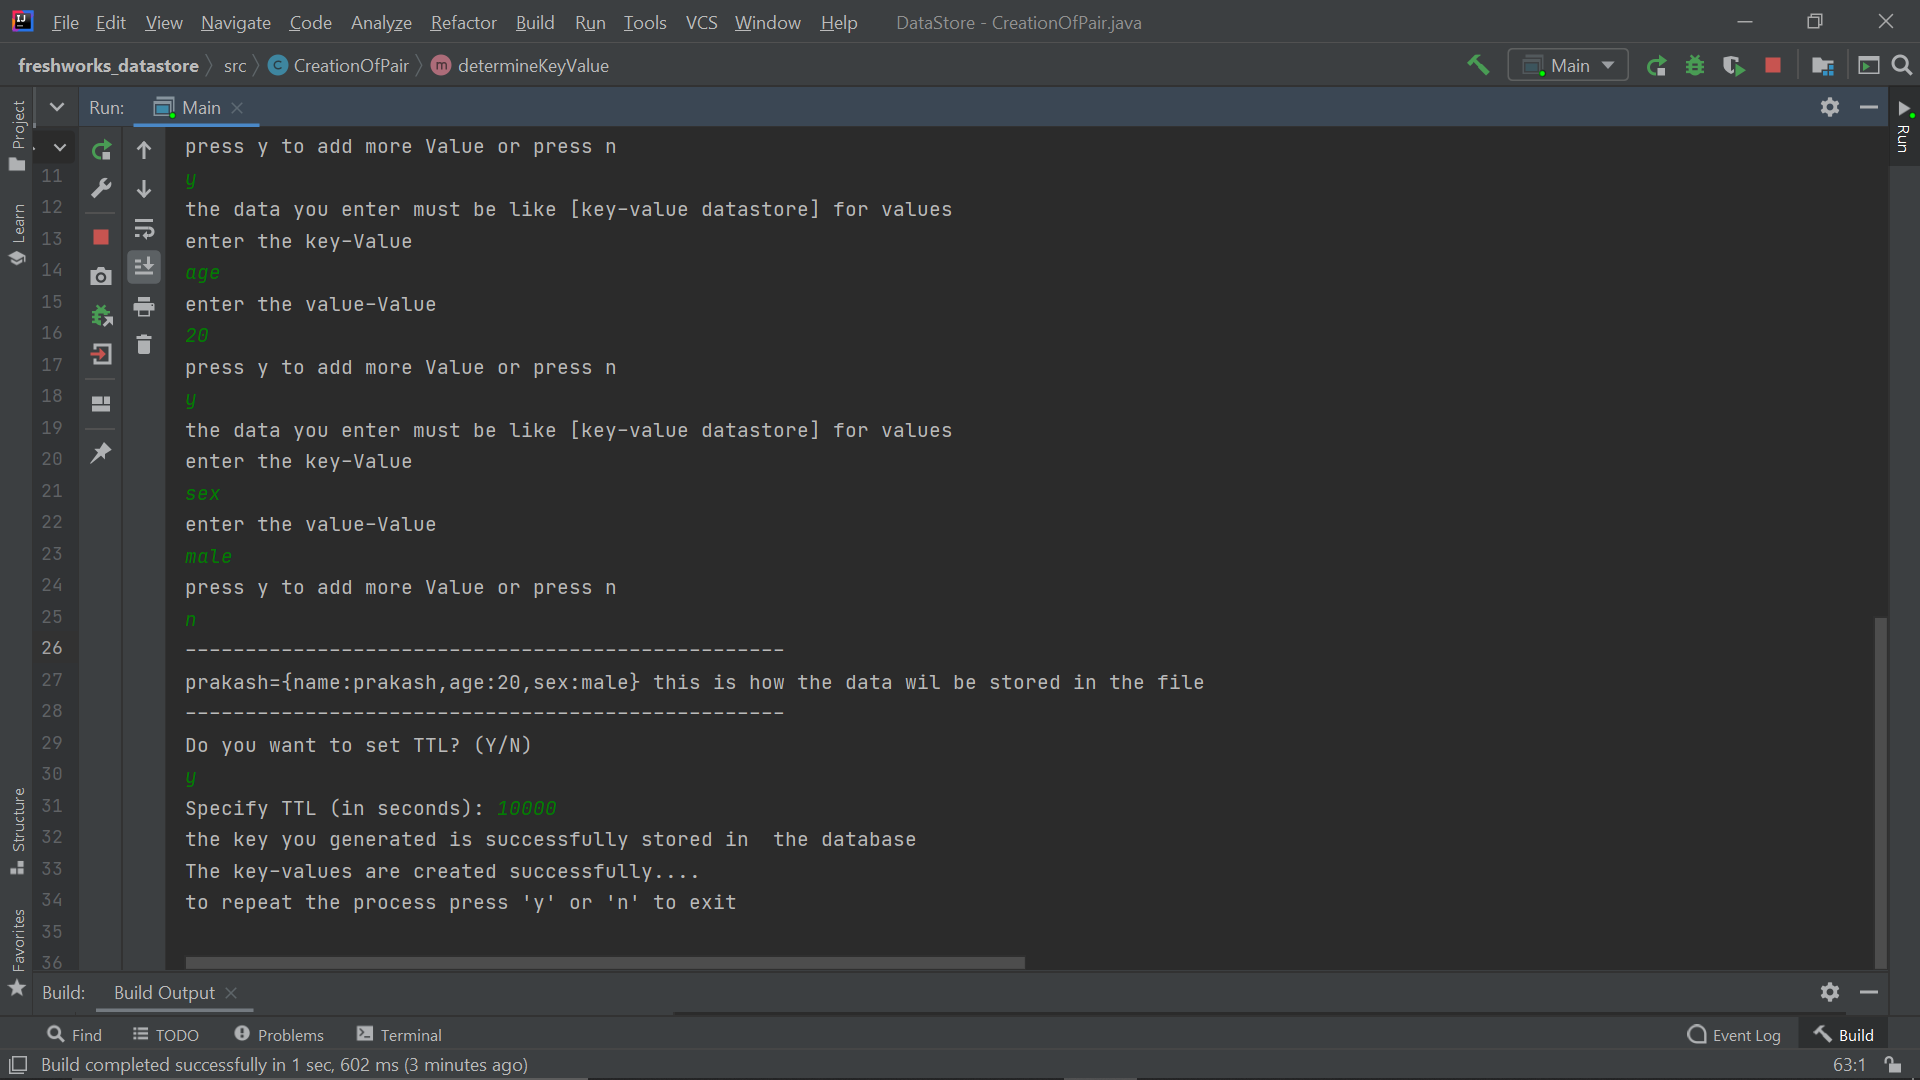 File Edit View Navigate Code Analyze Refactor Build Run Tools VCS Window Help DataStore - CreationOfPair.java
freshworks_datastore src CreationOfPair determineKeyValue Main
Run: Main
Project
Learn
Structure
Favorites
Run
press y to add more Value or press n
11 y
12 the data you enter must be like [key-value datastore] for values
13 enter the key-Value
14 age
15 enter the value-Value
16 20
17 press y to add more Value or press n
18 y
19 the data you enter must be like [key-value datastore] for values
20 enter the key-Value
21 sex
22 enter the value-Value
23 male
24 press y to add more Value or press n
25 n
26 --------------------------------------------------
27 prakash={name:prakash,age:20,sex:male} this is how the data wil be stored in the file
28 --------------------------------------------------
29 Do you want to set TTL? (Y/N)
30 y
31 Specify TTL (in seconds): 10000
32 the key you generated is successfully stored in  the database
33 The key-values are created successfully....
34 to repeat the process press 'y' or 'n' to exit
35
36
Build: Build Output
Find TODO Problems Terminal Event Log Build
Build completed successfully in 1 sec, 602 ms (3 minutes ago) 63:1